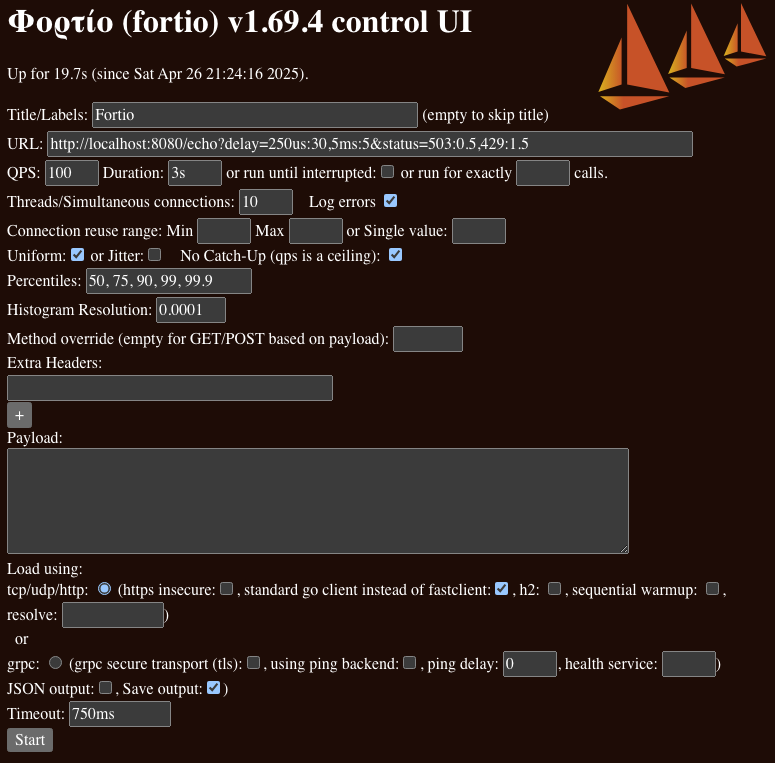 Φορτίο (fortio) v1.69.4 control UI
Up for 19.7s (since Sat Apr 26 21:24:16 2025).
Title/Labels: Fortio (empty to skip title)
URL: http://localhost:8080/echo?delay=250us:30,5ms:5&status=503:0.5,429:1.5
QPS: 100 Duration: 3s or run until interrupted: or run for exactly calls.
Threads/Simultaneous connections: 10 Log errors
Connection reuse range: Min Max or Single value:
Uniform: or Jitter: No Catch-Up (qps is a ceiling):
Percentiles: 50, 75, 90, 99, 99.9
Histogram Resolution: 0.0001
Method override (empty for GET/POST based on payload):
Extra Headers:
+
Payload:
Load using:
tcp/udp/http: (https insecure: , standard go client instead of fastclient: , h2: , sequential warmup: ,
resolve: )
or
grpc: (grpc secure transport (tls): , using ping backend: , ping delay: 0 , health service: )
JSON output: , Save output: )
Timeout: 750ms
Start